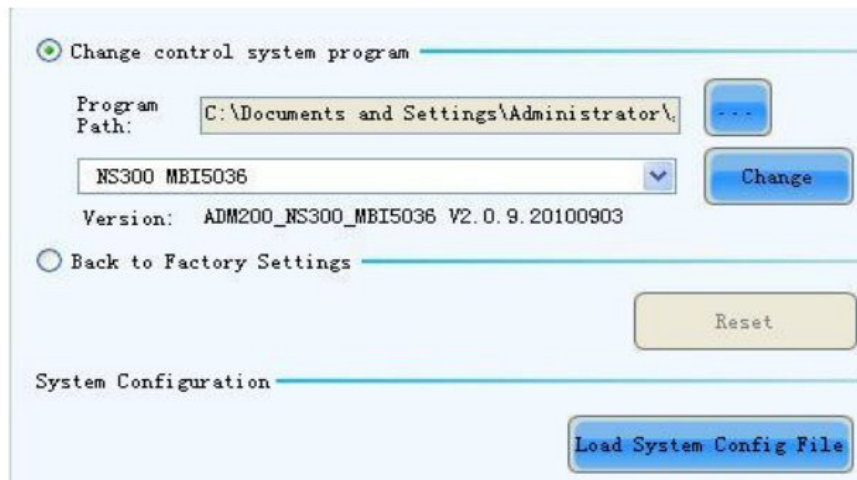 Change control system program
Program
Path:
C:\Documents and Settings\Administrator\.
...
NS300 MBI5036
Change
Version: ADM200_NS300_MBI5036 V2.0.9.20100903
Back to Factory Settings
Reset
System Configuration
Load System Config File